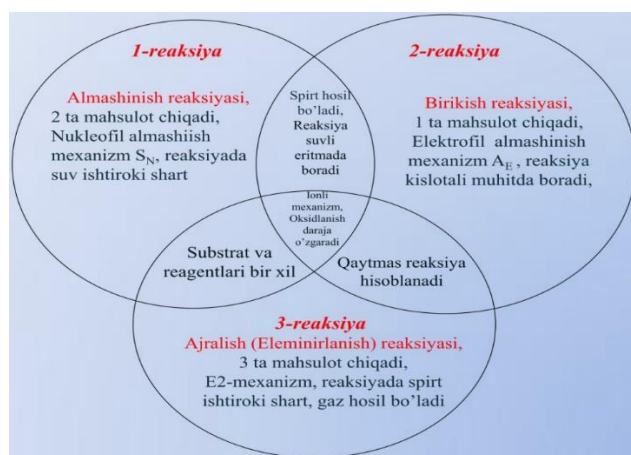 1-reaksiya
Almashinish reaksiyasi,
2 ta mahsulot chiqadi,
Nukleofil almashiish
mexanizm S_N, reaksiyada
suv ishtiroki shart
Spirt hosil
bo’ladi,
Reaksiya
suvli
eritmada
boradi
2-reaksiya
Birikish reaksiyasi,
1 ta mahsulot chiqadi,
Elektrofil almashinish
mexanizm A_E , reaksiya
kislotali muhitda boradi,
Ionli
mexanizm,
Oksidlanish
daraja
o’zgaradi
Substrat va
reagentlari bir xil
Qaytmas reaksiya
hisoblanadi
3-reaksiya
Ajralish (Eleminirlanish) reaksiyasi,
3 ta mahsulot chiqadi,
E2-mexanizm, reaksiyada spirt
ishtiroki shart, gaz hosil bo’ladi